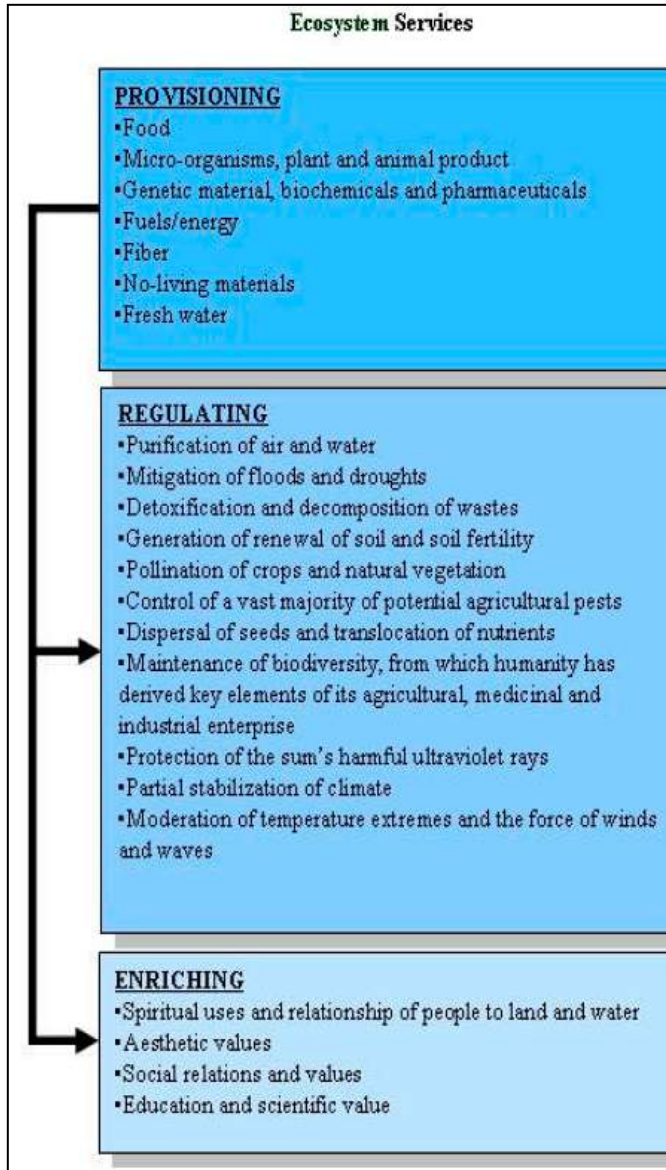 Ecosystem Services
PROVISIONING
▪Food
▪Micro-organisms, plant and animal product
▪Genetic material, biochemicals and pharmaceuticals
▪Fuels/energy
▪Fiber
▪No-living materials
▪Fresh water
REGULATING
▪Purification of air and water
▪Mitigation of floods and droughts
▪Detoxification and decomposition of wastes
▪Generation of renewal of soil and soil fertility
▪Pollination of crops and natural vegetation
▪Control of a vast majority of potential agricultural pests
▪Dispersal of seeds and translocation of nutrients
▪Maintenance of biodiversity, from which humanity has
derived key elements of its agricultural, medicinal and
industrial enterprise
▪Protection of the sum’s harmful ultraviolet rays
▪Partial stabilization of climate
▪Moderation of temperature extremes and the force of winds
and waves
ENRICHING
▪Spiritual uses and relationship of people to land and water
▪Aesthetic values
▪Social relations and values
▪Education and scientific value